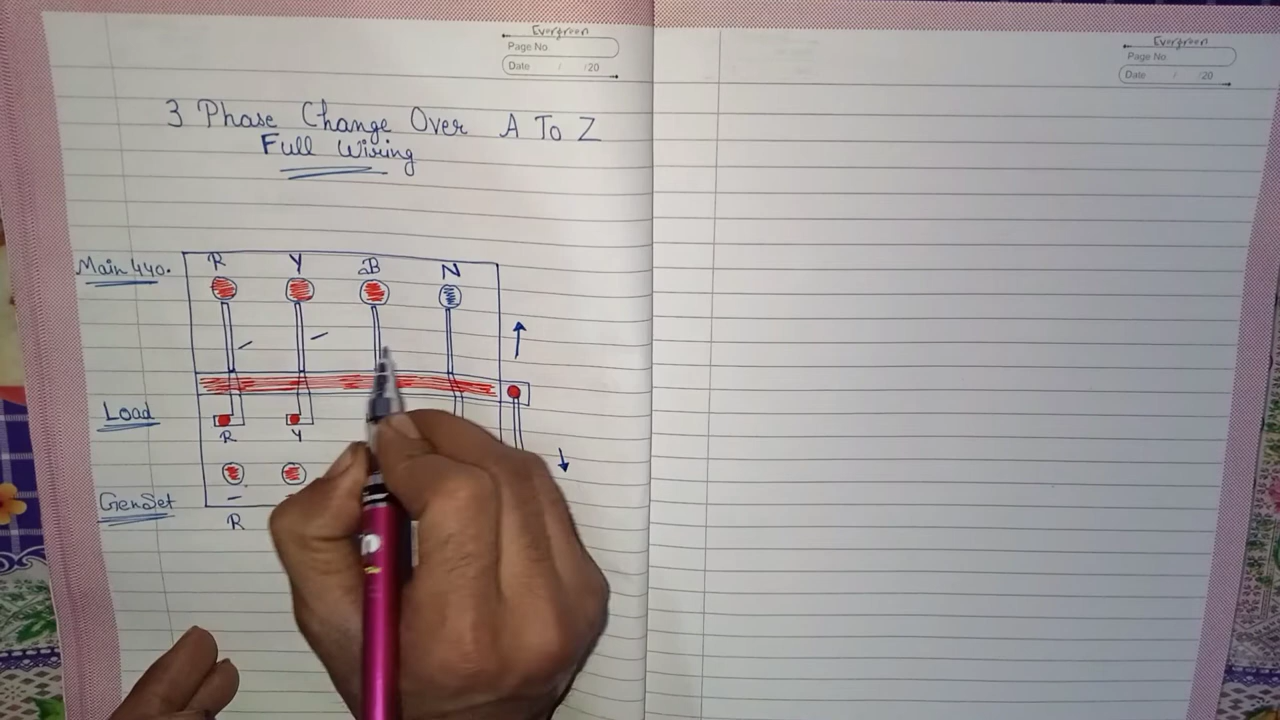 Evergreen
Page No.
Date / /20
Evergreen
Page No.
Date / /20
3 Phase Change Over A To Z
Full Wiring
Main 440.
R Y B N
Load
R Y
GenSet
R